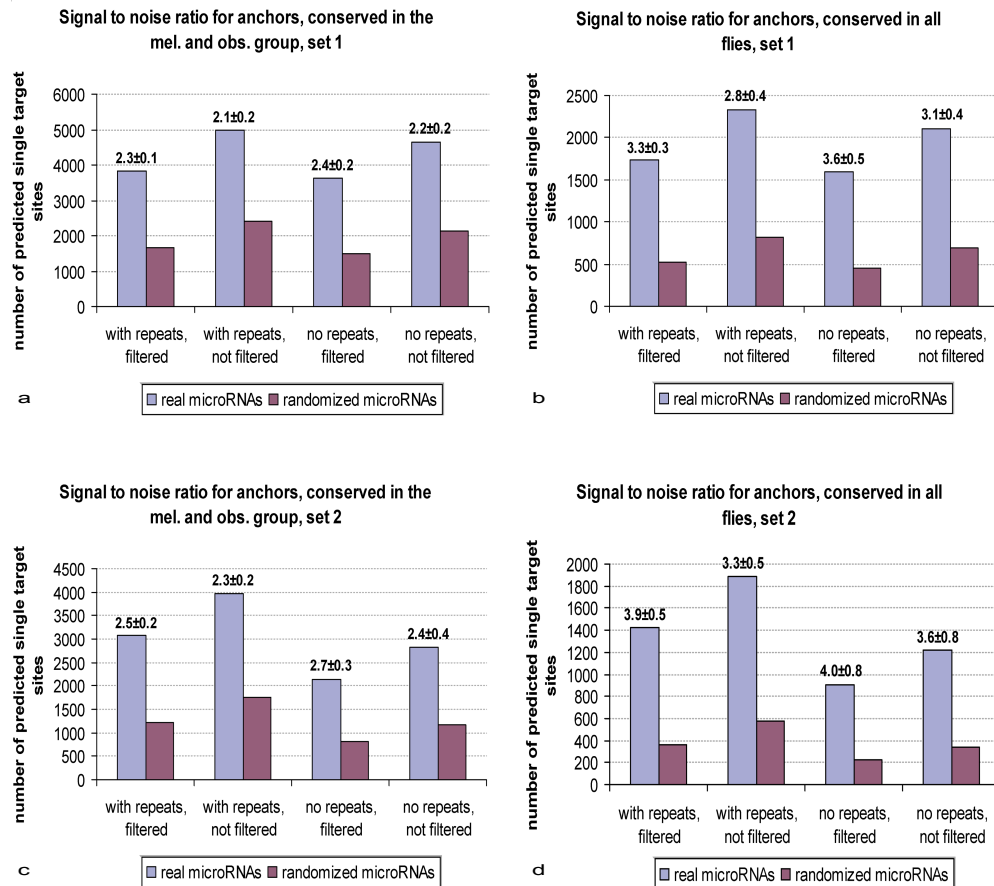 Signal to noise ratio for anchors, conserved in the
mel. and obs. group, set 1
number of predicted single target
sites
6000
5000
4000
3000
2000
1000
0
2.3±0.1
2.1±0.2
2.4±0.2
2.2±0.2
with repeats,
filtered
with repeats,
not filtered
no repeats,
filtered
no repeats,
not filtered
a
real microRNAs
randomized microRNAs
Signal to noise ratio for anchors, conserved in all
flies, set 1
number of predicted single target
sites
2500
2000
1500
1000
500
0
3.3±0.3
2.8±0.4
3.6±0.5
3.1±0.4
with repeats,
filtered
with repeats,
not filtered
no repeats,
filtered
no repeats,
not filtered
b
real microRNAs
randomized microRNAs
Signal to noise ratio for anchors, conserved in the
mel. and obs. group, set 2
number of predicted single target
sites
4500
4000
3500
3000
2500
2000
1500
1000
500
0
2.5±0.2
2.3±0.2
2.7±0.3
2.4±0.4
with repeats,
filtered
with repeats,
not filtered
no repeats,
filtered
no repeats,
not filtered
c
real microRNAs
randomized microRNAs
Signal to noise ratio for anchors, conserved in all
flies, set 2
number of predicted single target
sites
2000
1800
1600
1400
1200
1000
800
600
400
200
0
3.9±0.5
3.3±0.5
4.0±0.8
3.6±0.8
with repeats,
filtered
with repeats,
not filtered
no repeats,
filtered
no repeats,
not filtered
d
real microRNAs
randomized microRNAs